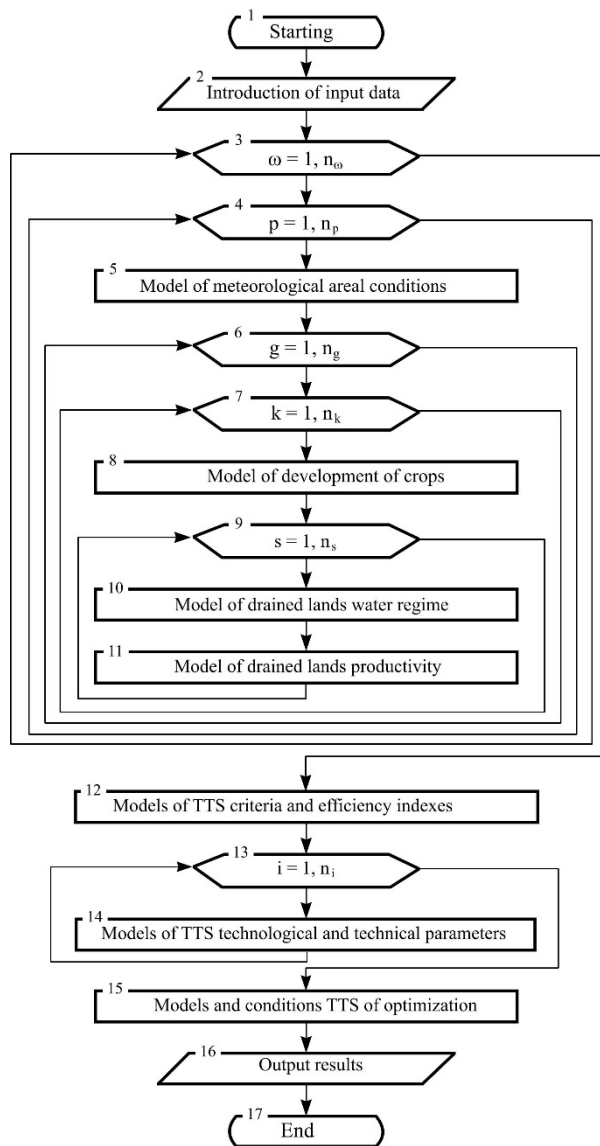 1
Starting
2
Introduction of input data
3
ω = 1, nω
4
p = 1, np
5
Model of meteorological areal conditions
6
g = 1, ng
7
k = 1, nk
8
Model of development of crops
9
s = 1, ns
10
Model of drained lands water regime
11
Model of drained lands productivity
12
Models of TTS criteria and efficiency indexes
13
i = 1, ni
14
Models of TTS technological and technical parameters
15
Models and conditions TTS of optimization
16
Output results
17
End